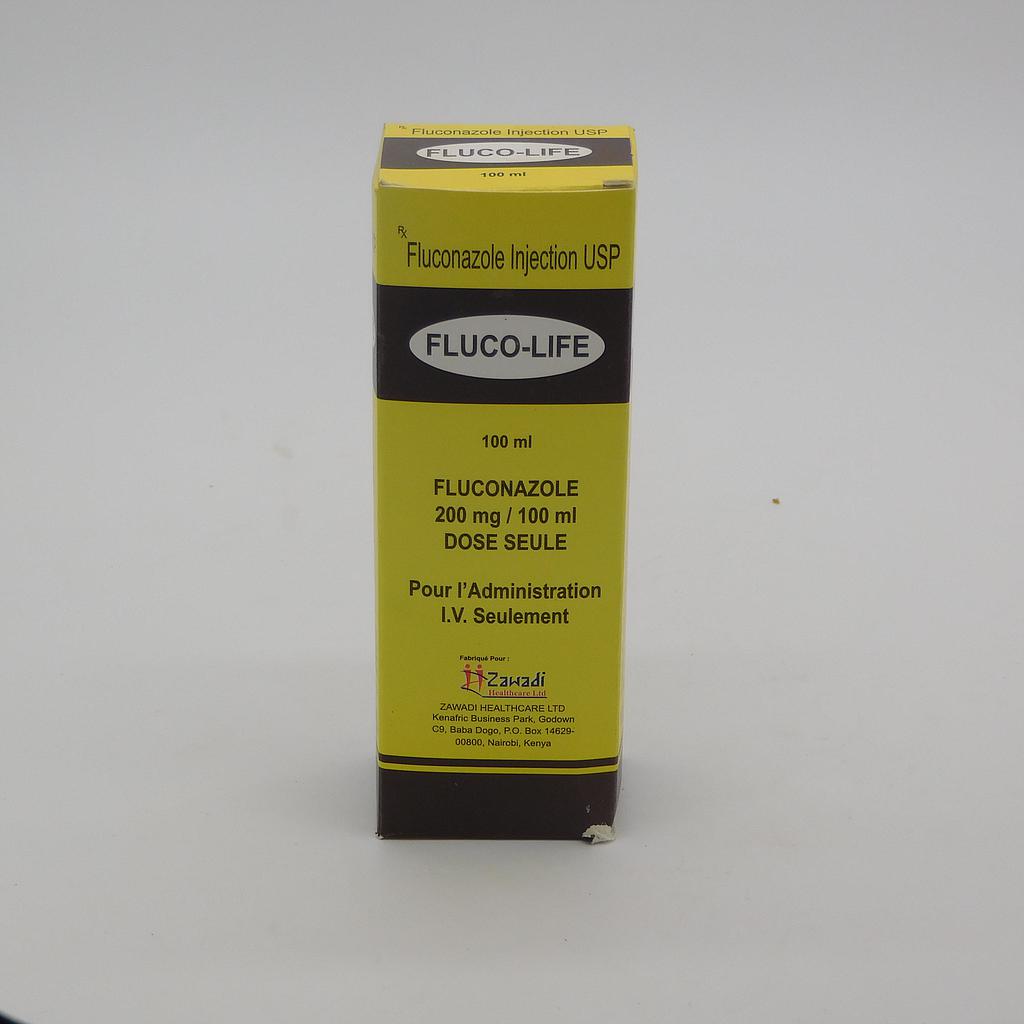 Rx Fluconazole Injection USP
FLUCO-LIFE
100 ml
Rx
Fluconazole Injection USP
FLUCO-LIFE
100 ml
FLUCONAZOLE
200 mg / 100 ml
DOSE SEULE
Pour l'Administration
I.V. Seulement
Fabriqué Pour :
Zawadi
Healthcare Ltd
ZAWADI HEALTHCARE LTD
Kenafric Business Park, Godown
C9, Baba Dogo, P.O. Box 14629-
00800, Nairobi, Kenya